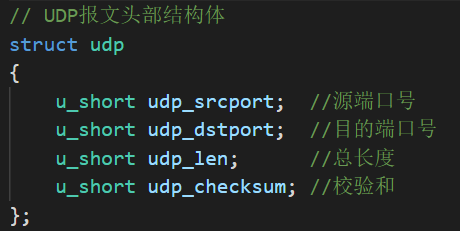 // UDP报文头部结构体
struct udp
{
    u_short udp_srcport;  //源端口号
    u_short udp_dstport;  //目的端口号
    u_short udp_len;      //总长度
    u_short udp_checksum; //校验和
};